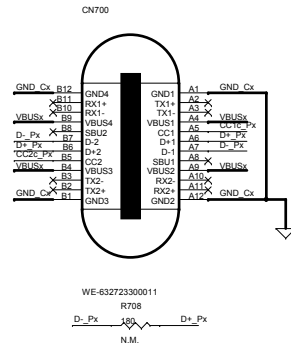 CN700
GND_Cx B12 GND4 GND1 A1 GND_Cx
B11 RX1+ TX1+ A2
B10 RX1- TX1- A3
VBUSx B9 VBUS4 VBUS1 A4 VBUSx
B8 SBU2 CC1 A5 CC1c_Px
D-_Px B7 D-2 D+1 A6 D+_Px
D+_Px B6 D+2 D-1 A7 D-_Px
CC2c_Px B5 CC2 SBU1 A8
VBUSx B4 VBUS3 VBUS2 A9 VBUSx
B3 TX2- RX2- A10
B2 TX2+ RX2+ A11
GND_Cx B1 GND3 GND2 A12 GND_Cx
WE-632723300011
R708
D-_Px 180 D+_Px
N.M.